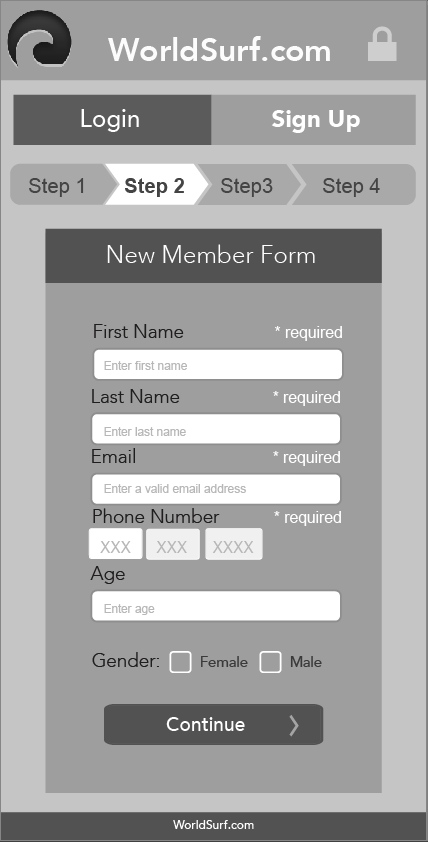 WorldSurf.com
Login Sign Up
Step 1 Step 2 Step3 Step 4
New Member Form
First Name * required
Enter first name
Last Name * required
Enter last name
Email * required
Enter a valid email address
Phone Number * required
XXX XXX XXXX
Age
Enter age
Gender: Female Male
Continue
WorldSurf.com